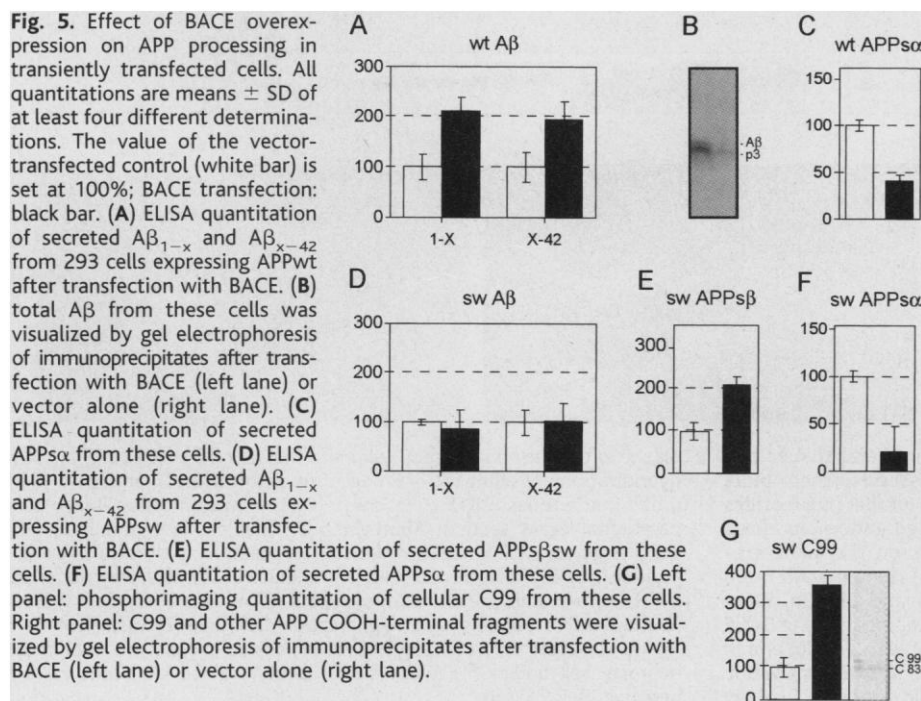 Fig. 5. Effect of BACE overex-
pression on APP processing in
transiently transfected cells. All
quantitations are means ± SD of
at least four different determina-
tions. The value of the vector-
transfected control (white bar) is
set at 100%; BACE transfection:
black bar. (A) ELISA quantitation
of secreted Aβ1–x and Aβx–42
from 293 cells expressing APPwt
after transfection with BACE. (B)
total Aβ from these cells was
visualized by gel electrophoresis
of immunoprecipitates after trans-
fection with BACE (left lane) or
vector alone (right lane). (C)
ELISA quantitation of secreted
APPsα from these cells. (D) ELISA
quantitation of secreted Aβ1–x
and Aβx–42 from 293 cells ex-
pressing APPsw after transfec-
tion with BACE. (E) ELISA quantitation of secreted APPsβsw from these
cells. (F) ELISA quantitation of secreted APPsα from these cells. (G) Left
panel: phosphorimaging quantitation of cellular C99 from these cells.
Right panel: C99 and other APP COOH-terminal fragments were visual-
ized by gel electrophoresis of immunoprecipitates after transfection with
BACE (left lane) or vector alone (right lane).
A
wt Aβ
300
200
100
0
1-X X-42
B
-Aβ
-p3
C
wt APPsα
150
100
50
0
D
sw Aβ
300
200
100
0
1-X X-42
E
sw APPsβ
300
200
100
0
F
sw APPsα
150
100
50
0
G
sw C99
400
300
200
100
0
C 99
C 83